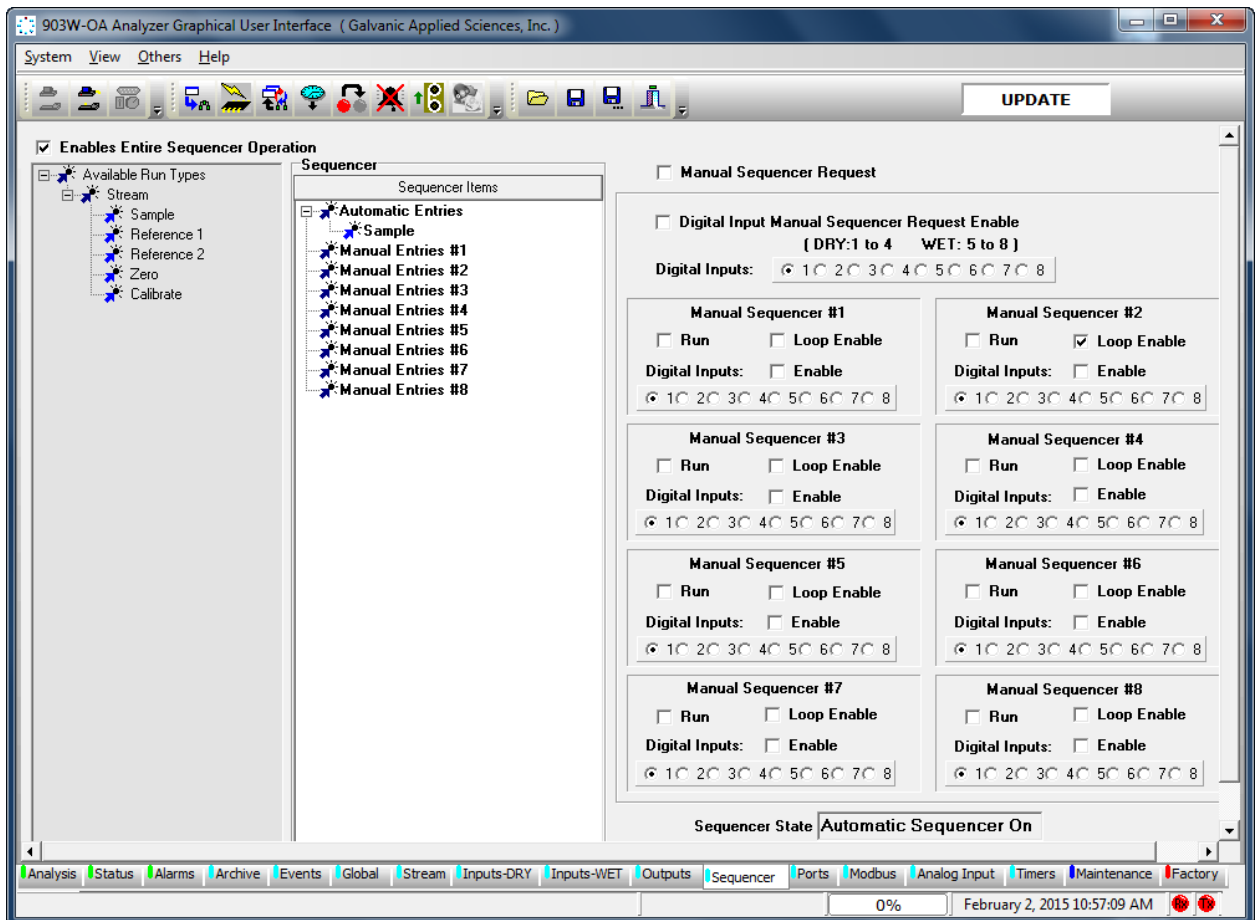 903W-OA Analyzer Graphical User Interface ( Galvanic Applied Sciences, Inc. )
System View Others Help
UPDATE
Enables Entire Sequencer Operation
Available Run Types
Stream
Sample
Reference 1
Reference 2
Zero
Calibrate
Sequencer
Sequencer Items
Automatic Entries
Sample
Manual Entries #1
Manual Entries #2
Manual Entries #3
Manual Entries #4
Manual Entries #5
Manual Entries #6
Manual Entries #7
Manual Entries #8
Manual Sequencer Request
Digital Input Manual Sequencer Request Enable
( DRY:1 to 4 WET: 5 to 8 )
Digital Inputs: 1 2 3 4 5 6 7 8
Manual Sequencer #1
Run Loop Enable
Digital Inputs: Enable
1 2 3 4 5 6 7 8
Manual Sequencer #2
Run Loop Enable
Digital Inputs: Enable
1 2 3 4 5 6 7 8
Manual Sequencer #3
Run Loop Enable
Digital Inputs: Enable
1 2 3 4 5 6 7 8
Manual Sequencer #4
Run Loop Enable
Digital Inputs: Enable
1 2 3 4 5 6 7 8
Manual Sequencer #5
Run Loop Enable
Digital Inputs: Enable
1 2 3 4 5 6 7 8
Manual Sequencer #6
Run Loop Enable
Digital Inputs: Enable
1 2 3 4 5 6 7 8
Manual Sequencer #7
Run Loop Enable
Digital Inputs: Enable
1 2 3 4 5 6 7 8
Manual Sequencer #8
Run Loop Enable
Digital Inputs: Enable
1 2 3 4 5 6 7 8
Sequencer State Automatic Sequencer On
Analysis Status Alarms Archive Events Global Stream Inputs-DRY Inputs-WET Outputs Sequencer Ports Modbus Analog Input Timers Maintenance Factory
0% February 2, 2015 10:57:09 AM Rx Tx